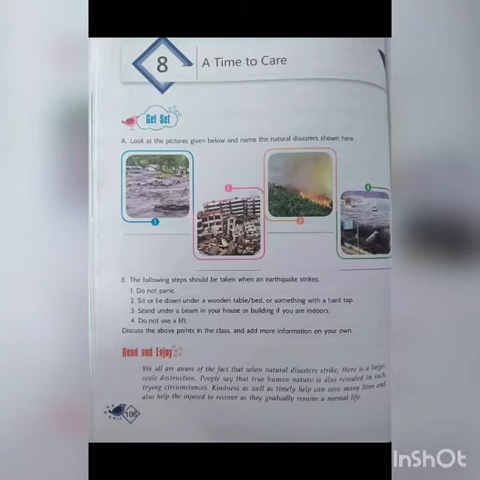 8
A Time to Care
Get Set
A. Look at the pictures given below and name the natural disasters shown here.
1
2
3
4
B. The following steps should be taken when an earthquake strikes.
1. Do not panic.
2. Sit or lie down under a wooden table/bed, or something with a hard top.
3. Stand under a beam in your house or building if you are indoors.
4. Do not use a lift.
Discuss the above points in the class, and add more information on your own.
Read and Enjoy
We all are aware of the fact that when natural disasters strike, there is a large-
scale destruction. People say that true human nature is also revealed in such
trying circumstances. Kindness as well as timely help can save many lives and
also help the injured to recover as they gradually resume a normal life.
106
InShOt